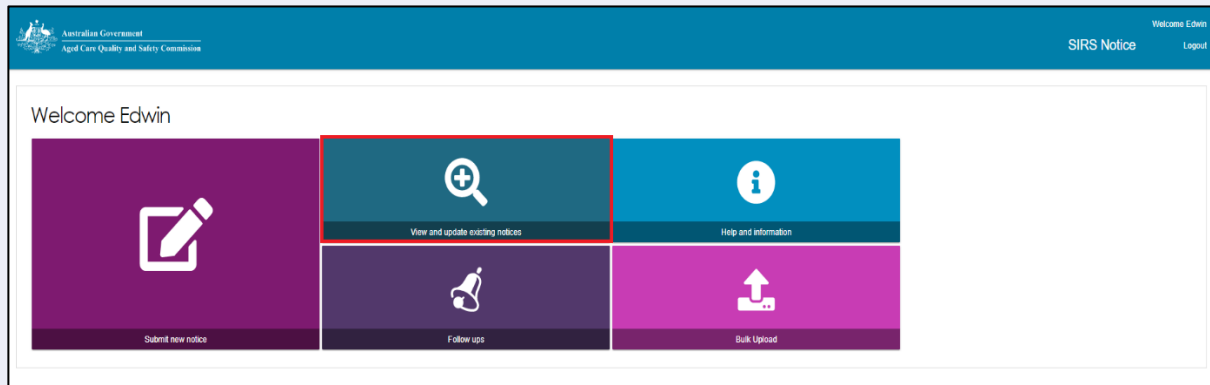 Australian Government
Aged Care Quality and Safety Commission
Welcome Edwin
SIRS Notice
Logout
Welcome Edwin
View and update existing notices
Help and information
Submit new notice
Follow ups
Bulk Upload